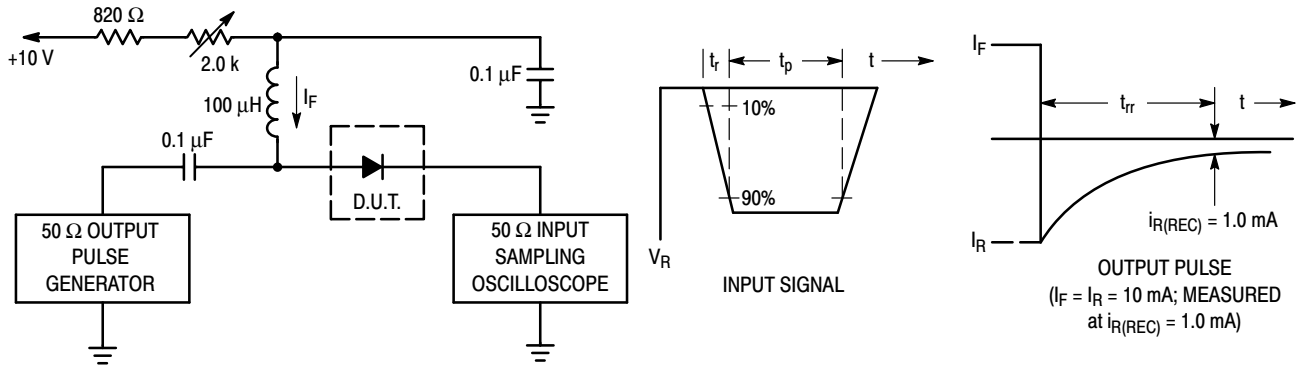 820 Ω
+10 V
2.0 k
100 μH
I_F
0.1 μF
0.1 μF
D.U.T.
50 Ω OUTPUT
PULSE
GENERATOR
50 Ω INPUT
SAMPLING
OSCILLOSCOPE
t_r
t_p
t
10%
90%
V_R
INPUT SIGNAL
I_F
t_rr
t
I_R
i_R(REC) = 1.0 mA
OUTPUT PULSE
(I_F = I_R = 10 mA; MEASURED
at i_R(REC) = 1.0 mA)